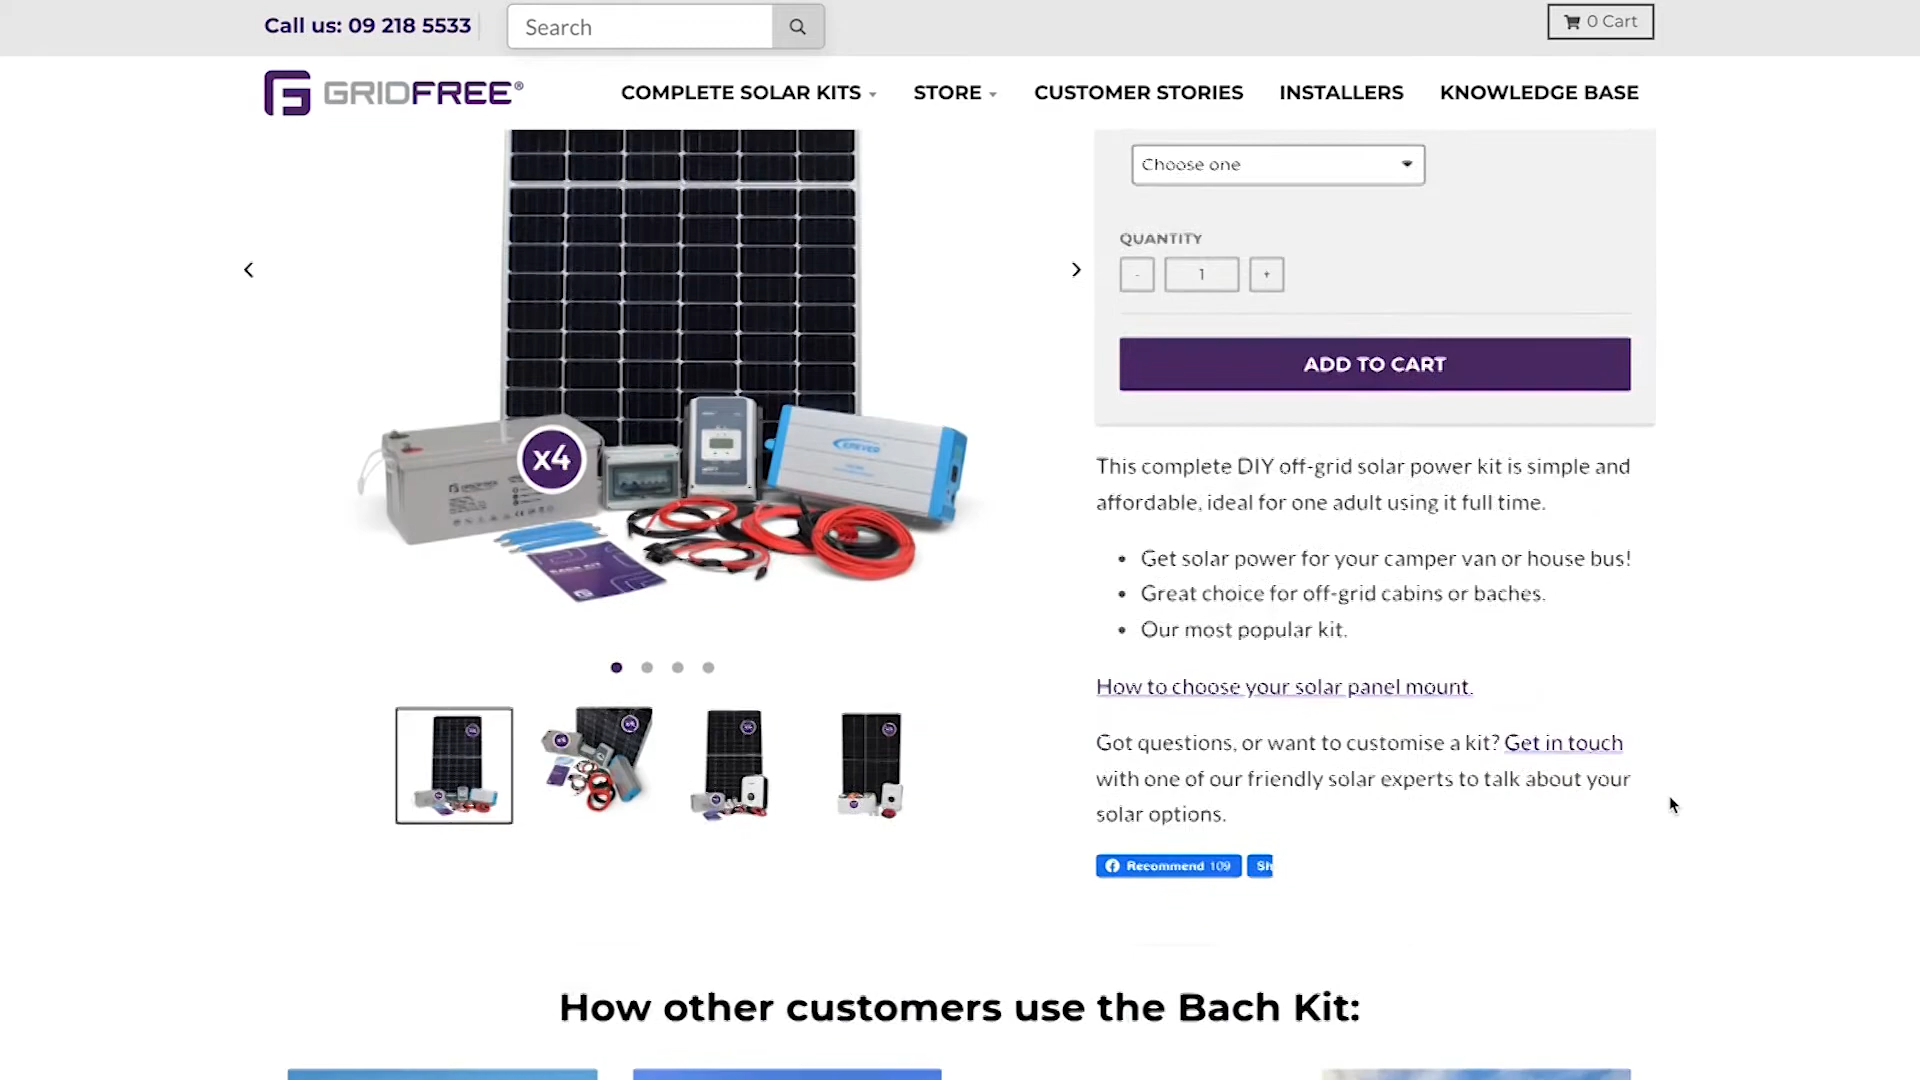 Call us: 09 218 5533
Search
0 Cart
GRIDFREE®
COMPLETE SOLAR KITS
STORE
CUSTOMER STORIES
INSTALLERS
KNOWLEDGE BASE
Choose one
QUANTITY
- 1 +
ADD TO CART
x4
GRIDFREE
EPEVER
BACH KIT
This complete DIY off-grid solar power kit is simple and
affordable, ideal for one adult using it full time.
• Get solar power for your camper van or house bus!
• Great choice for off-grid cabins or baches.
• Our most popular kit.
How to choose your solar panel mount.
Got questions, or want to customise a kit? Get in touch
with one of our friendly solar experts to talk about your
solar options.
Recommend 109
Sh
How other customers use the Bach Kit: